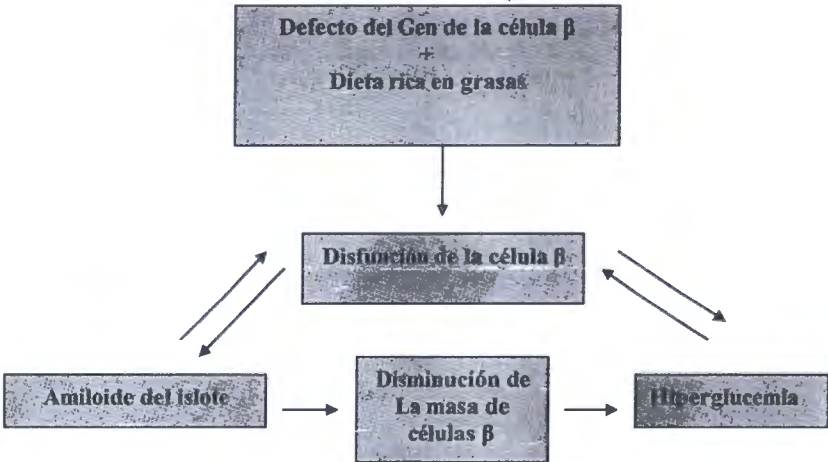 Defecto del Gen de la célula β
+
Dieta rica en grasas
Disfunción de la célula β
Amiloide del islote
Disminución de
La masa de
células β
Hiperglucemia